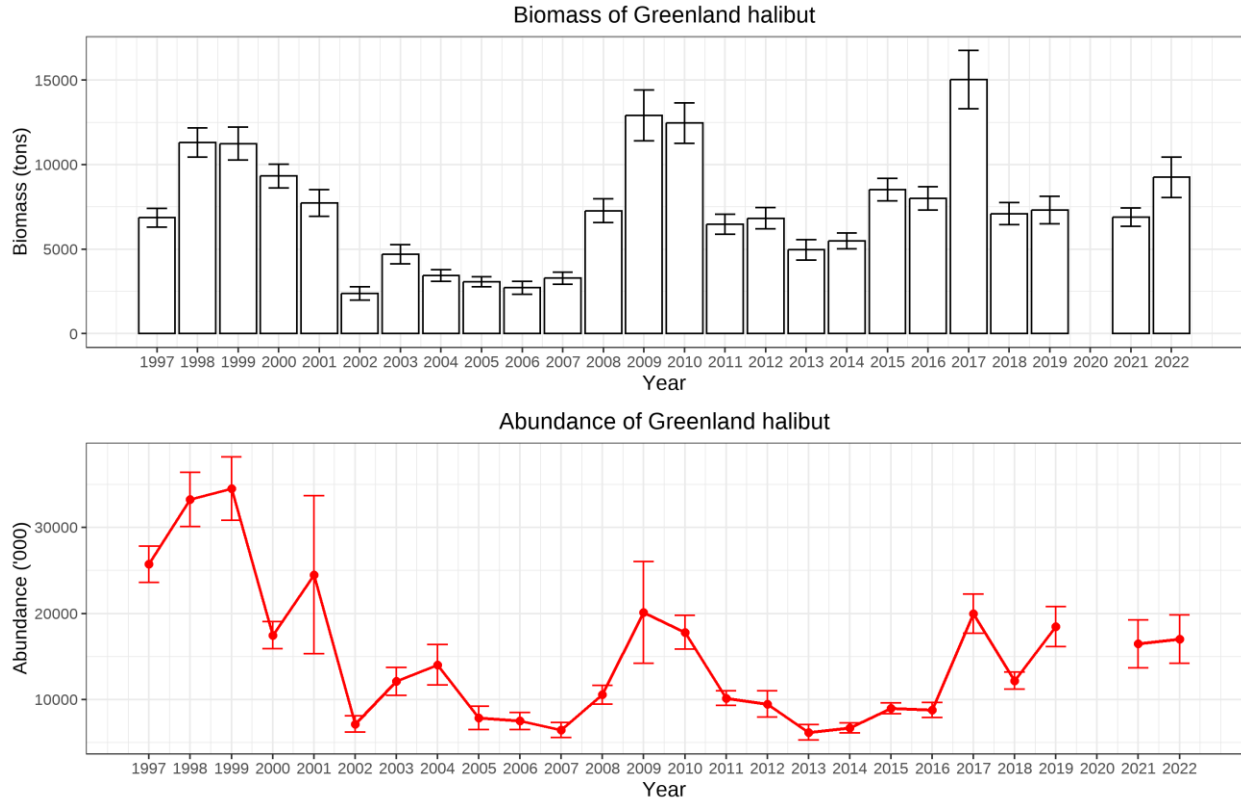 Biomass of Greenland halibut
15000
10000
5000
0
Biomass (tons)
1997 1998 1999 2000 2001 2002 2003 2004 2005 2006 2007 2008 2009 2010 2011 2012 2013 2014 2015 2016 2017 2018 2019 2020 2021 2022
Year
Abundance of Greenland halibut
30000
20000
10000
Abundance ('000)
1997 1998 1999 2000 2001 2002 2003 2004 2005 2006 2007 2008 2009 2010 2011 2012 2013 2014 2015 2016 2017 2018 2019 2020 2021 2022
Year